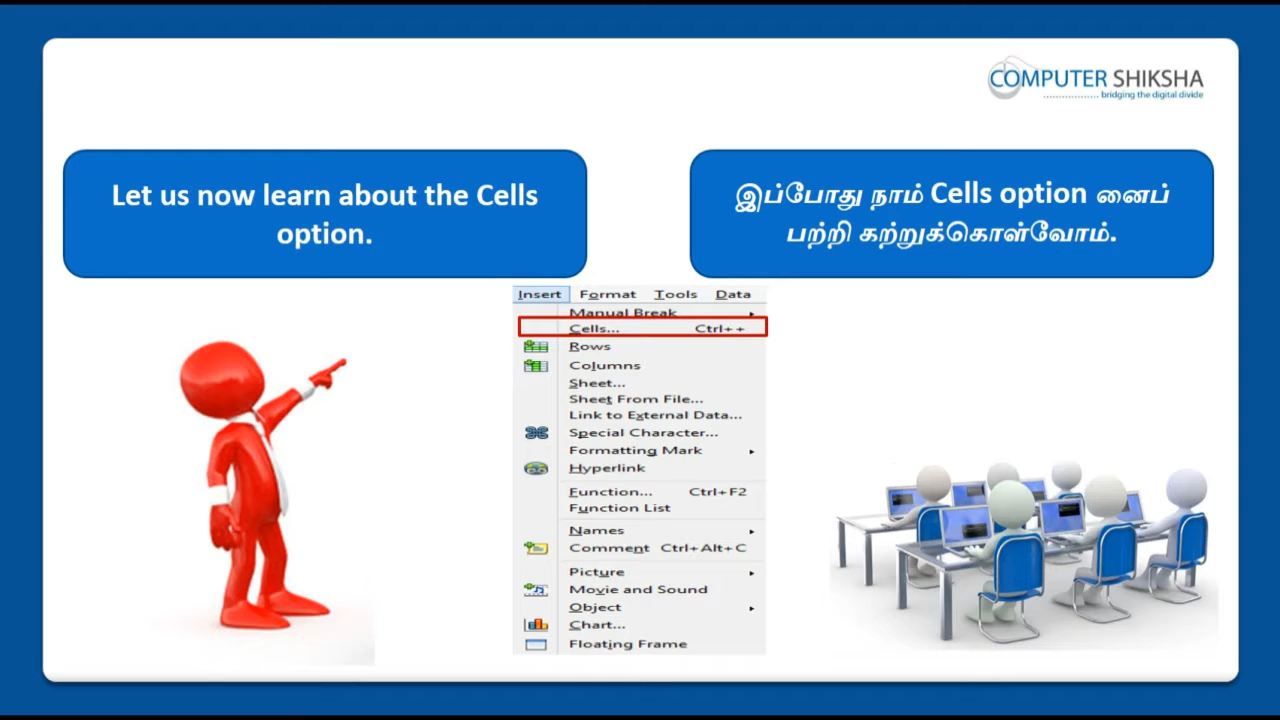 COMPUTER SHIKSHA
bridging the digital divide
Let us now learn about the Cells
option.
இப்போது நாம் Cells option னைப்
பற்றி கற்றுக்கொள்வோம்.
Insert Format Tools Data
Manual Break
Cells... Ctrl++
Rows
Columns
Sheet...
Sheet From File...
Link to External Data...
Special Character...
Formatting Mark
Hyperlink
Function... Ctrl+F2
Function List
Names
Comment Ctrl+Alt+C
Picture
Movie and Sound
Object
Chart...
Floating Frame